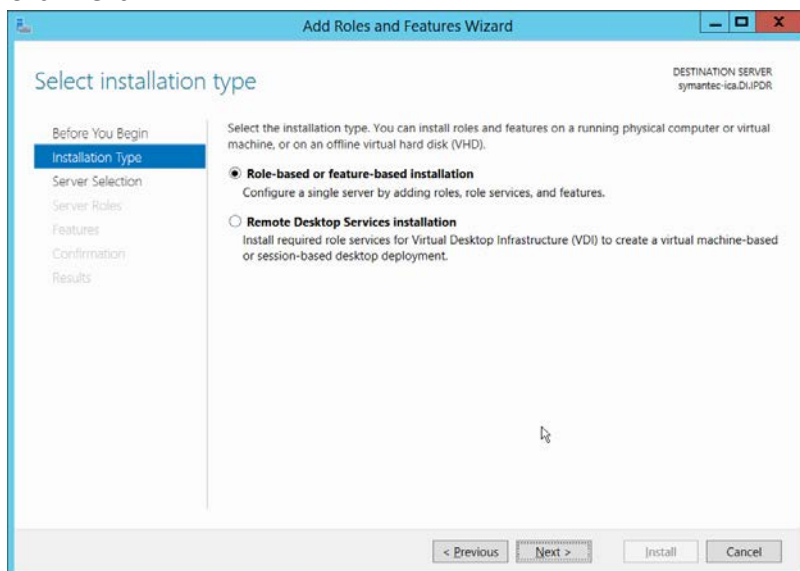 Add Roles and Features Wizard
Select installation type
DESTINATION SERVER
symantec-ica.DI.IPDR
Before You Begin
Installation Type
Server Selection
Server Roles
Features
Confirmation
Results
Select the installation type. You can install roles and features on a running physical computer or virtual
machine, or on an offline virtual hard disk (VHD).
Role-based or feature-based installation
Configure a single server by adding roles, role services, and features.
Remote Desktop Services installation
Install required role services for Virtual Desktop Infrastructure (VDI) to create a virtual machine-based
or session-based desktop deployment.
< Previous
Next >
Install
Cancel